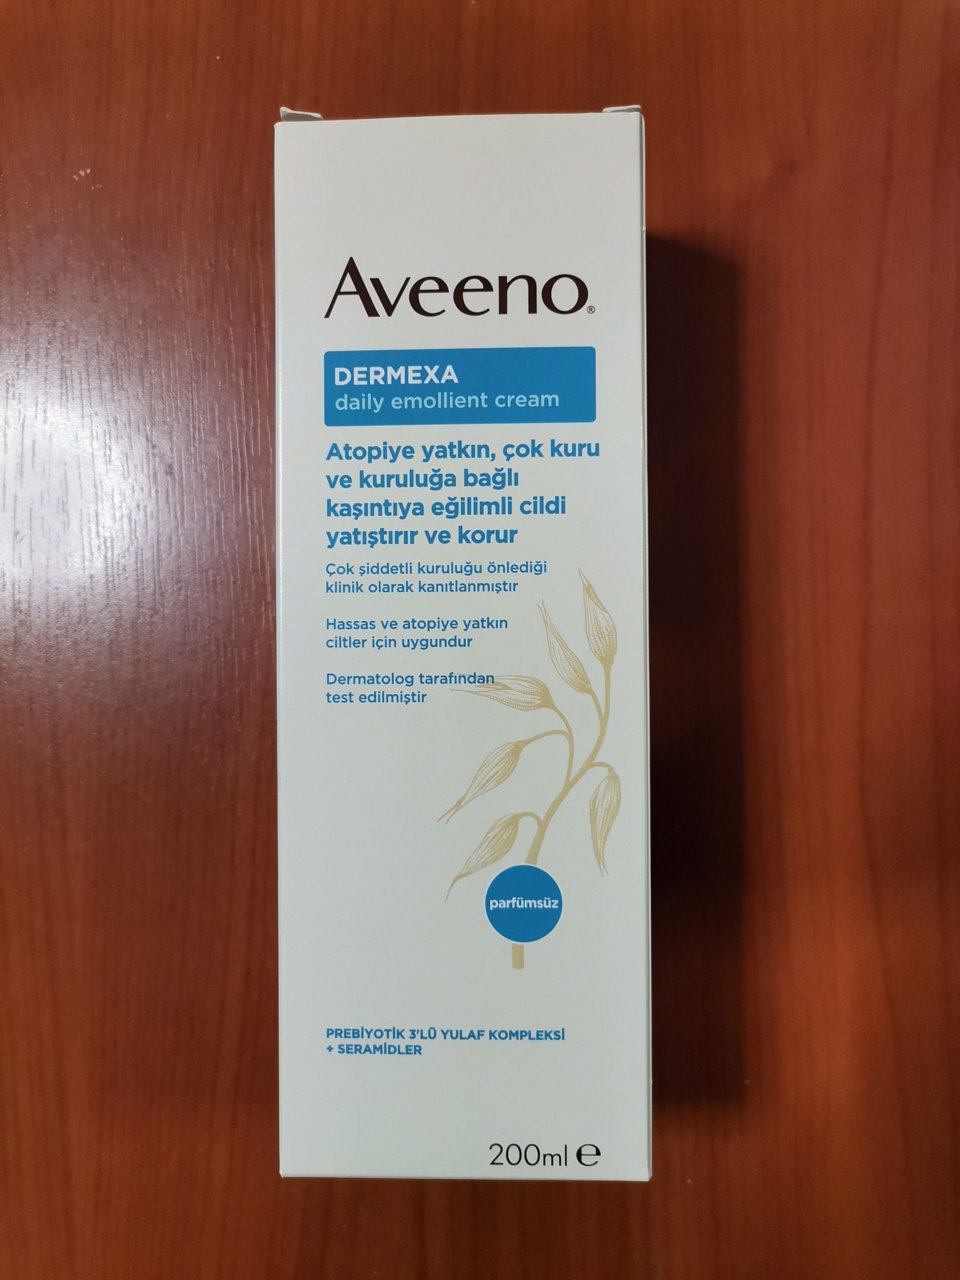 Aveeno®
DERMEXA
daily emollient cream
Atopiye yatkın, çok kuru
ve kuruluğa bağlı
kaşıntıya eğilimli cildi
yatıştırır ve korur
Çok şiddetli kuruluğu önlediği
klinik olarak kanıtlanmıştır
Hassas ve atopiye yatkın
ciltler için uygundur
Dermatolog tarafından
test edilmiştir
parfümsüz
PREBİYOTİK 3'LÜ YULAF KOMPLEKSİ
+ SERAMİDLER
200ml ℮